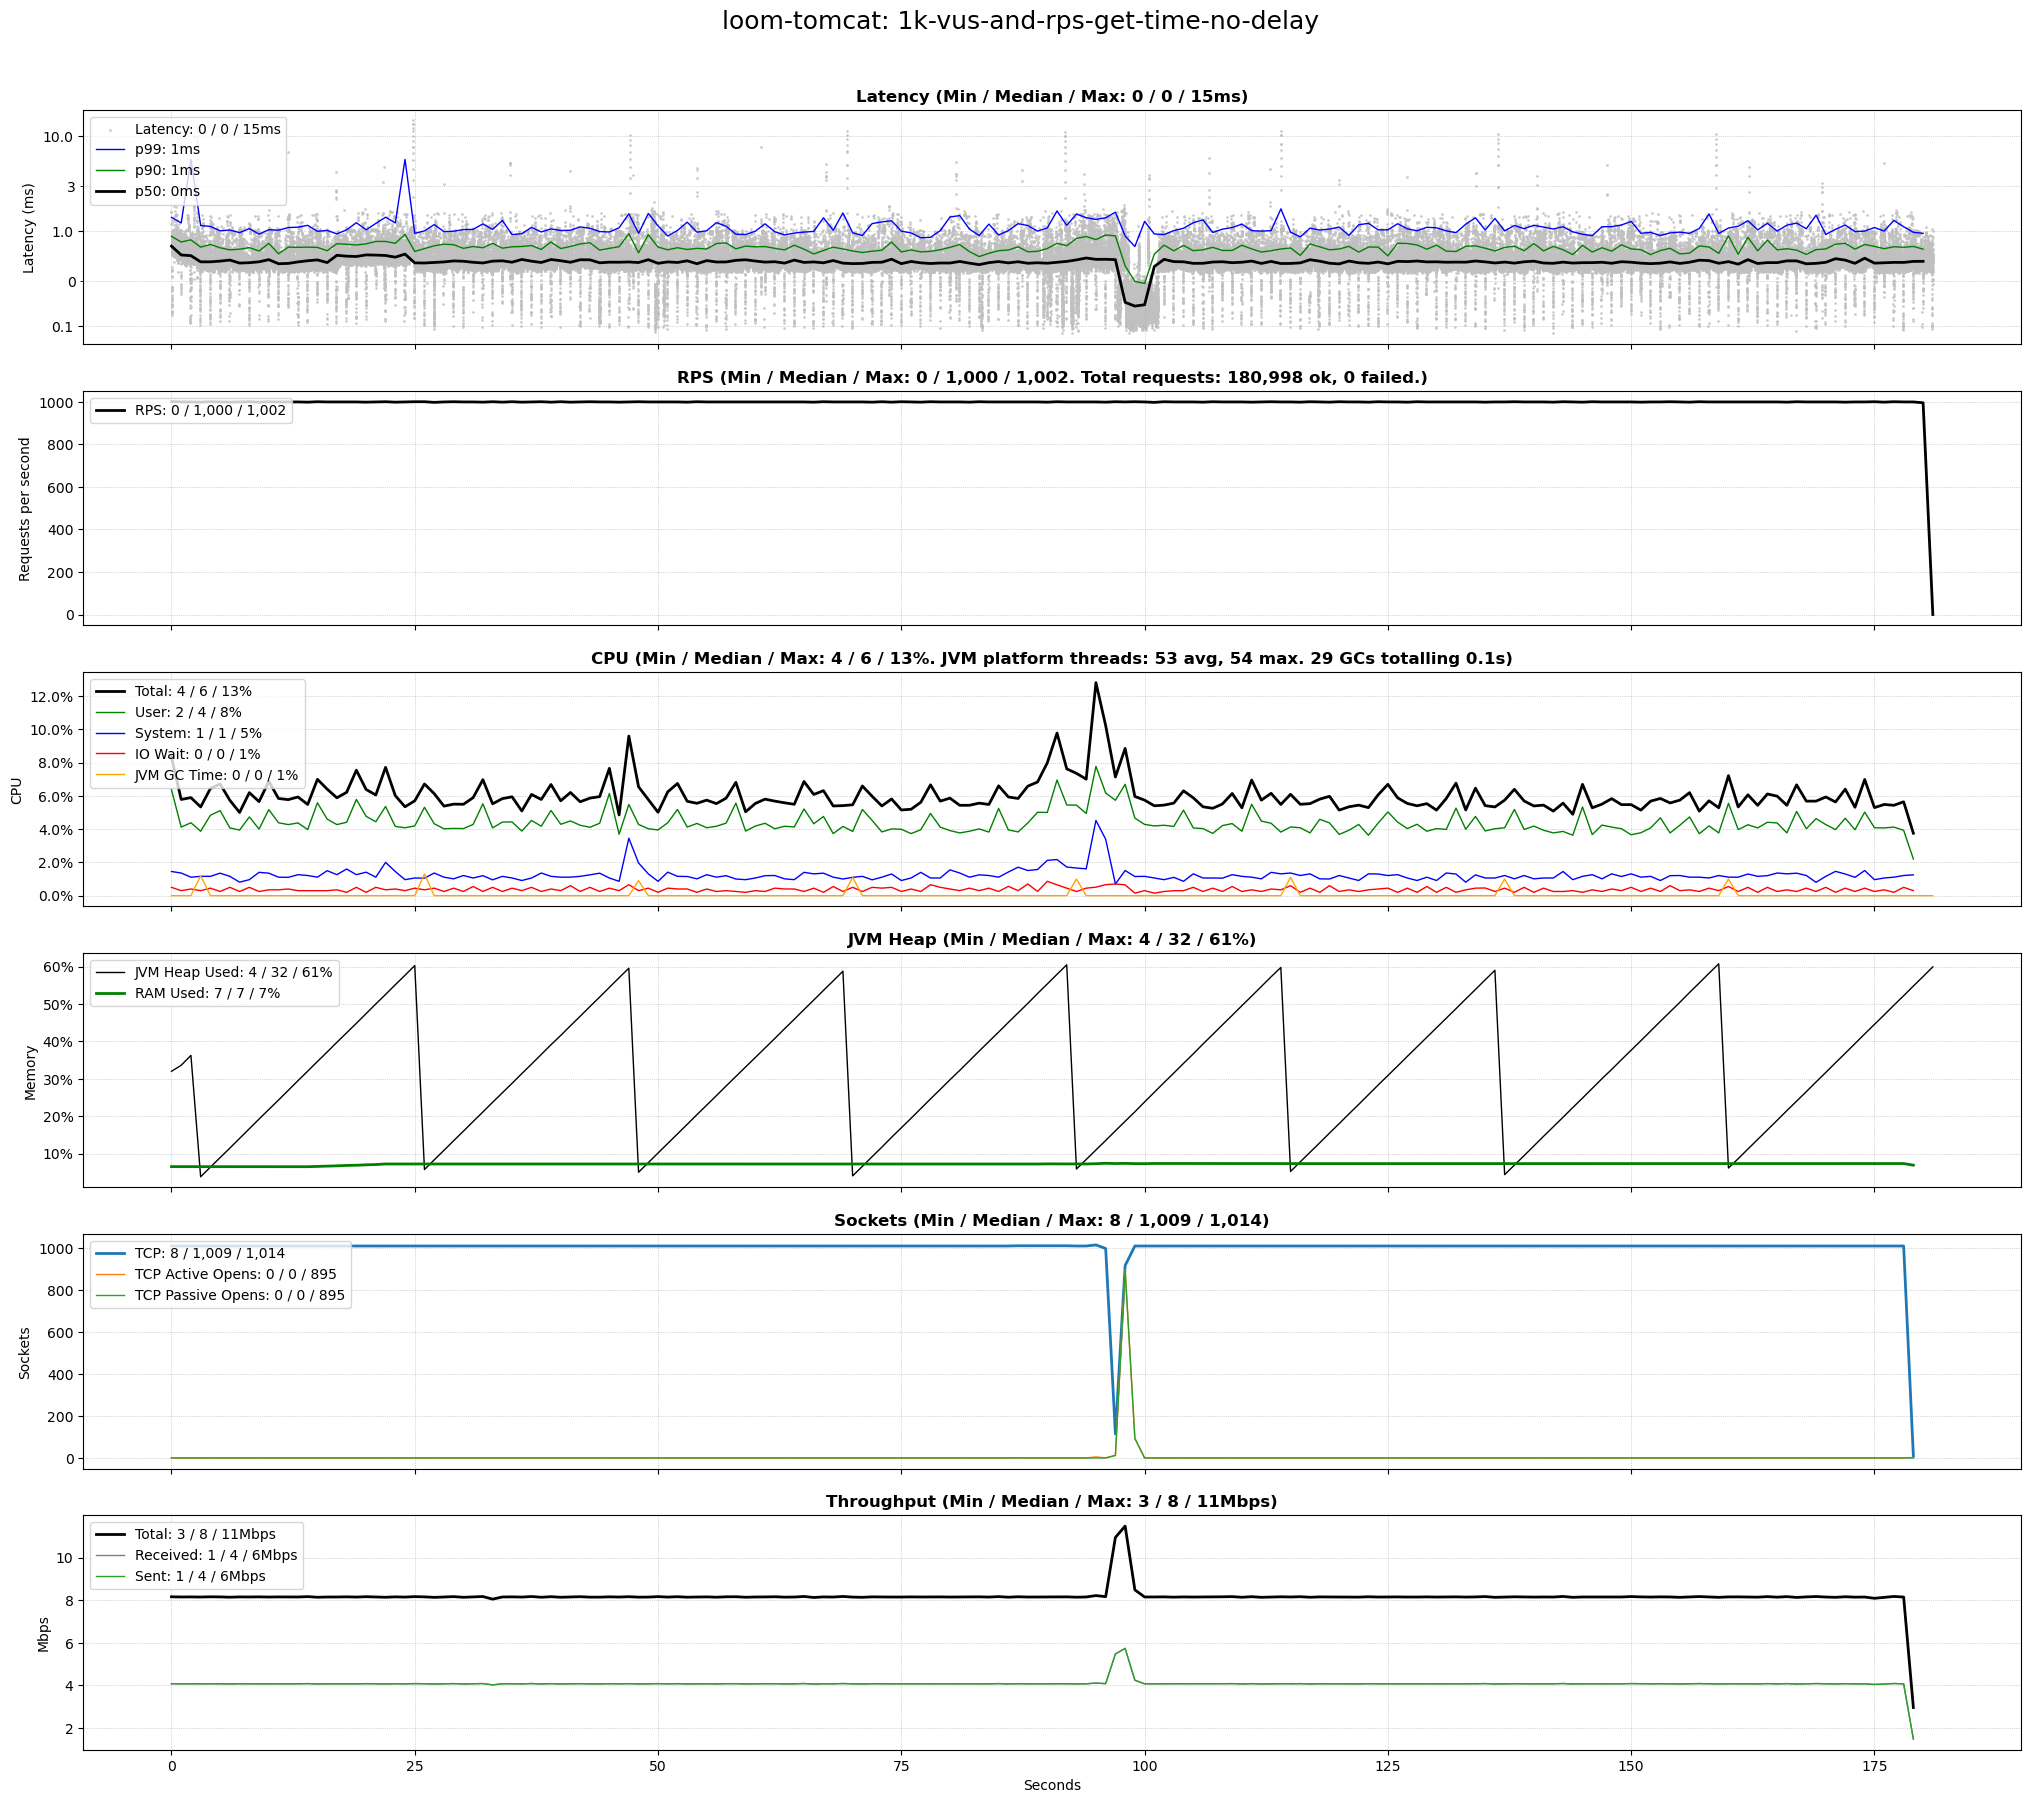 loom-tomcat: 1k-vus-and-rps-get-time-no-delay
Latency (Min / Median / Max: 0 / 0 / 15ms)
Latency (ms)
10.0
3
1.0
0
0.1
Latency: 0 / 0 / 15ms
p99: 1ms
p90: 1ms
p50: 0ms
RPS (Min / Median / Max: 0 / 1,000 / 1,002. Total requests: 180,998 ok, 0 failed.)
Requests per second
1000
800
600
400
200
0
RPS: 0 / 1,000 / 1,002
CPU (Min / Median / Max: 4 / 6 / 13%. JVM platform threads: 53 avg, 54 max. 29 GCs totalling 0.1s)
CPU
12.0%
10.0%
8.0%
6.0%
4.0%
2.0%
0.0%
Total: 4 / 6 / 13%
User: 2 / 4 / 8%
System: 1 / 1 / 5%
IO Wait: 0 / 0 / 1%
JVM GC Time: 0 / 0 / 1%
JVM Heap (Min / Median / Max: 4 / 32 / 61%)
Memory
60%
50%
40%
30%
20%
10%
JVM Heap Used: 4 / 32 / 61%
RAM Used: 7 / 7 / 7%
Sockets (Min / Median / Max: 8 / 1,009 / 1,014)
Sockets
1000
800
600
400
200
0
TCP: 8 / 1,009 / 1,014
TCP Active Opens: 0 / 0 / 895
TCP Passive Opens: 0 / 0 / 895
Throughput (Min / Median / Max: 3 / 8 / 11Mbps)
Mbps
10
8
6
4
2
Total: 3 / 8 / 11Mbps
Received: 1 / 4 / 6Mbps
Sent: 1 / 4 / 6Mbps
0 25 50 75 100 125 150 175
Seconds